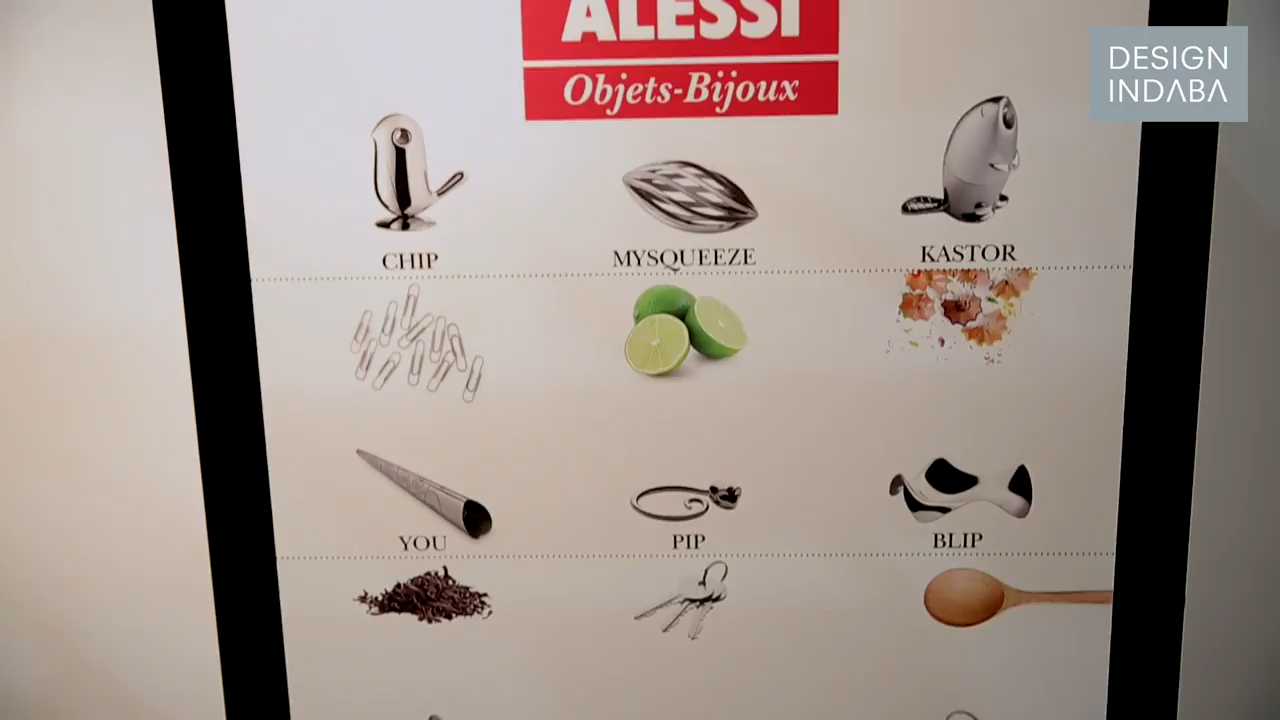 ALESSI
Objets-Bijoux
DESIGN
INDABA
CHIP
MYSQUEEZE
KASTOR
YOU
PIP
BLIP